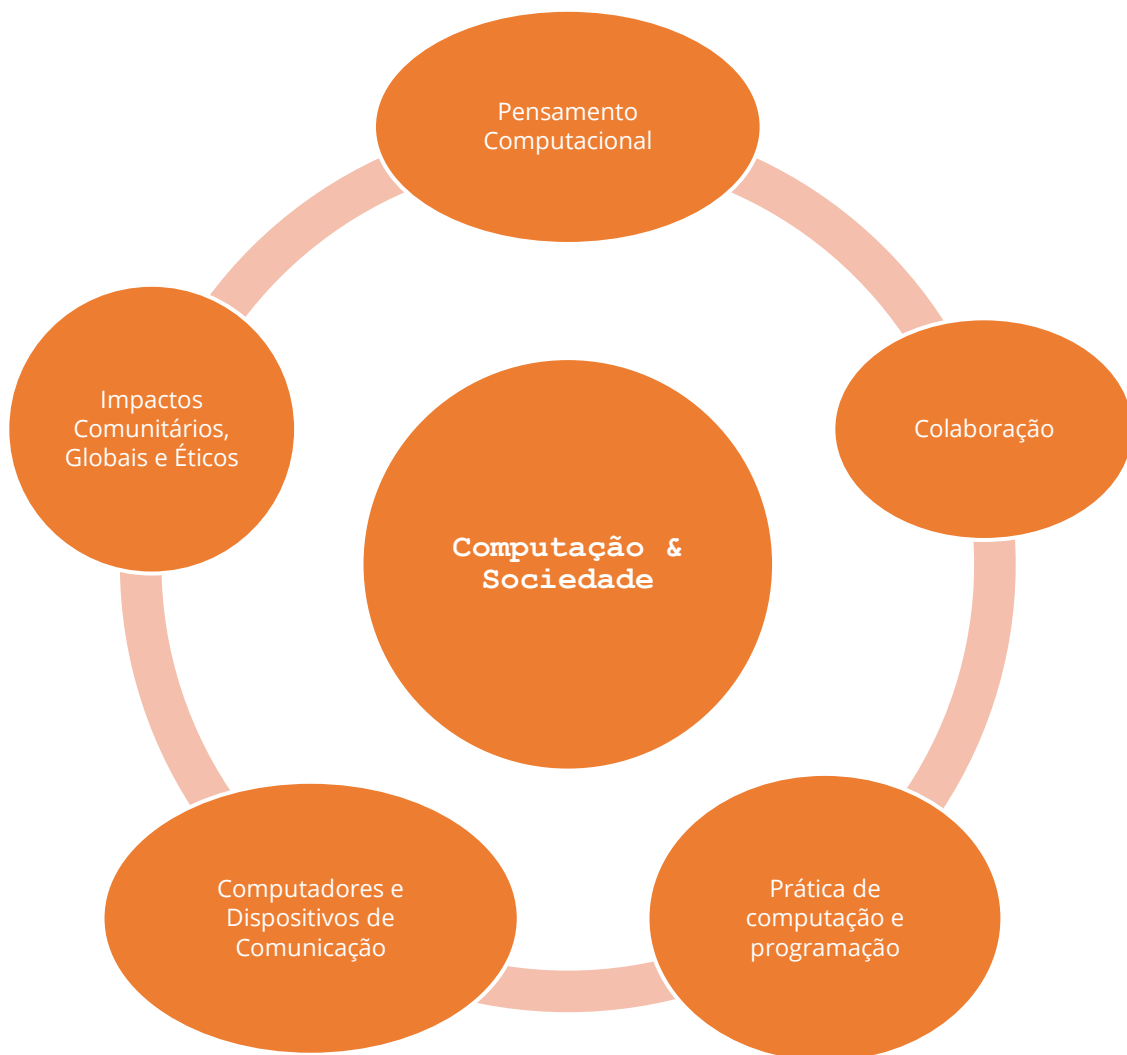 Pensamento
Computacional
Colaboração
Impactos
Comunitários,
Globais e Éticos
Computação &
Sociedade
Computadores e
Dispositivos de
Comunicação
Prática de
computação e
programação